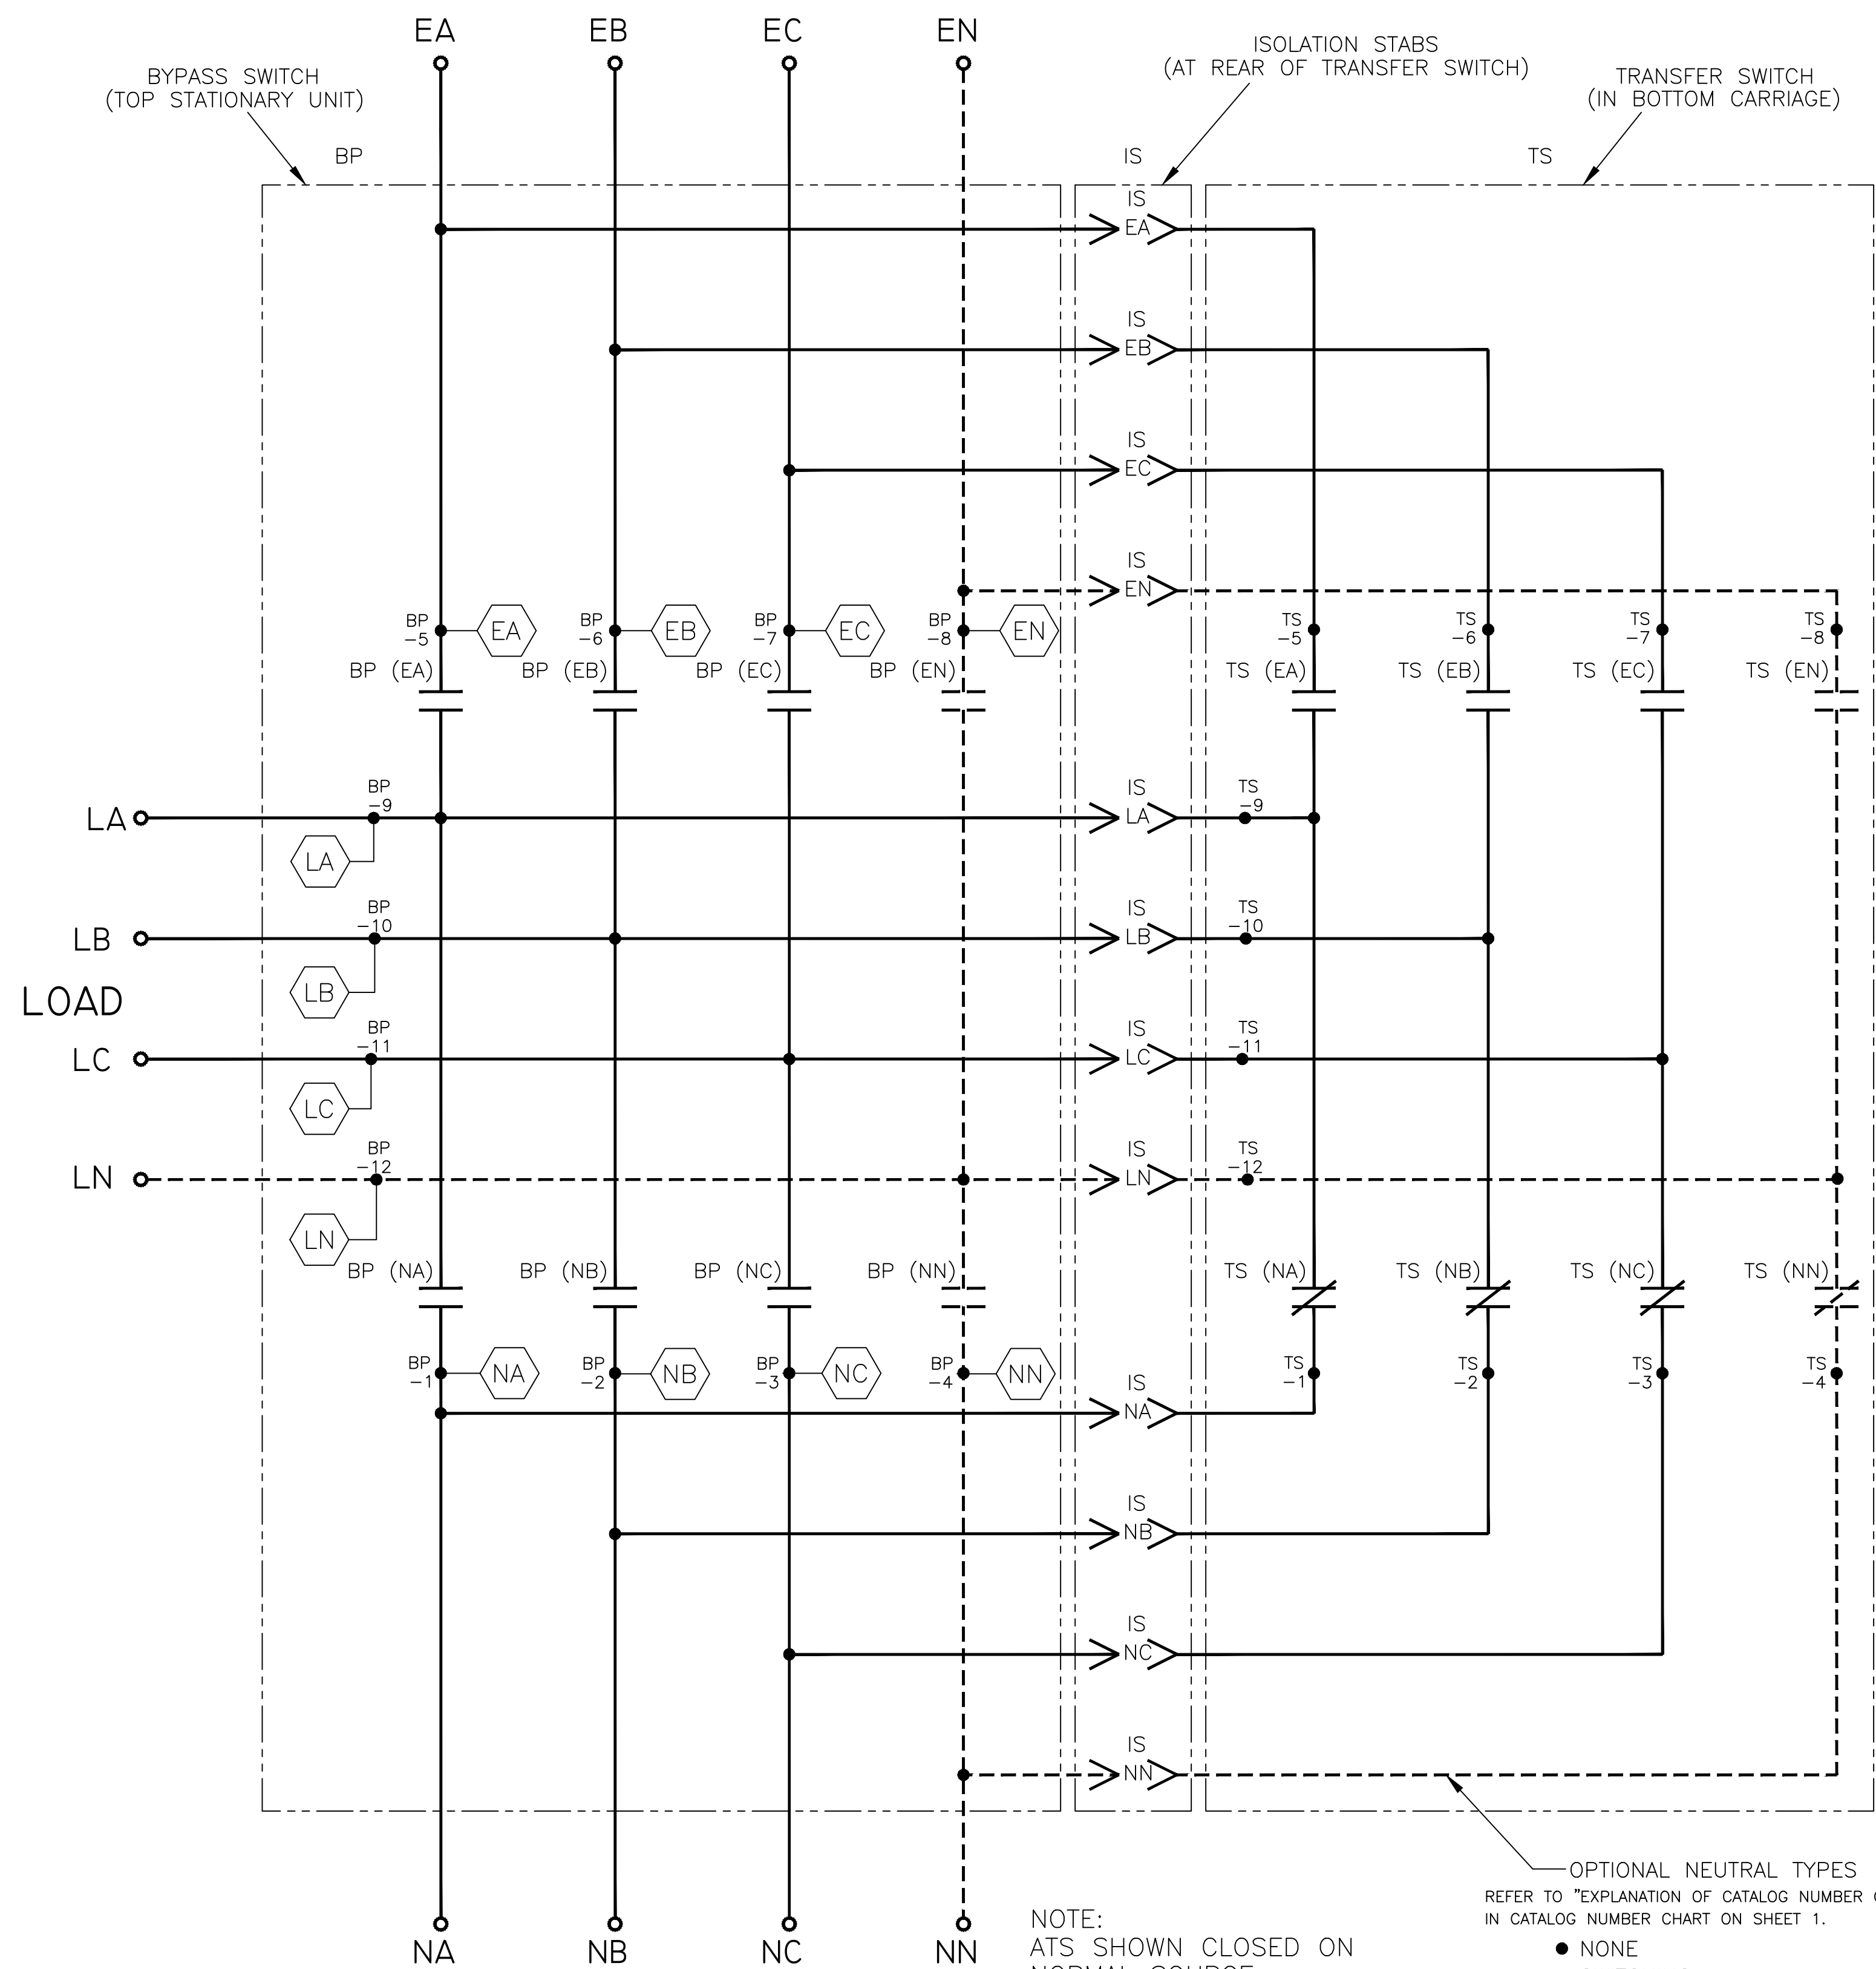 EA EB EC EN
BYPASS SWITCH
(TOP STATIONARY UNIT)
ISOLATION STABS
(AT REAR OF TRANSFER SWITCH)
TRANSFER SWITCH
(IN BOTTOM CARRIAGE)
BP IS TS
IS
EA
IS
EB
IS
EC
IS
EN
BP
-5
EA
BP
-6
EB
BP
-7
EC
BP
-8
EN
TS
-5
TS
-6
TS
-7
TS
-8
BP (EA) BP (EB) BP (EC) BP (EN) TS (EA) TS (EB) TS (EC) TS (EN)
LA
BP
-9
IS
LA
TS
-9
LA
LB
BP
-10
IS
LB
TS
-10
LB
LOAD
LC
BP
-11
IS
LC
TS
-11
LC
LN
BP
-12
IS
LN
TS
-12
LN
BP (NA) BP (NB) BP (NC) BP (NN) TS (NA) TS (NB) TS (NC) TS (NN)
BP
-1
NA
BP
-2
NB
BP
-3
NC
BP
-4
NN
TS
-1
TS
-2
TS
-3
TS
-4
IS
NA
IS
NB
IS
NC
IS
NN
OPTIONAL NEUTRAL TYPES
REFER TO "EXPLANATION OF CATALOG NUMBER
IN CATALOG NUMBER CHART ON SHEET 1.
● NONE
NA NB NC NN
NOTE:
ATS SHOWN CLOSED ON
NORMAL SOURCE